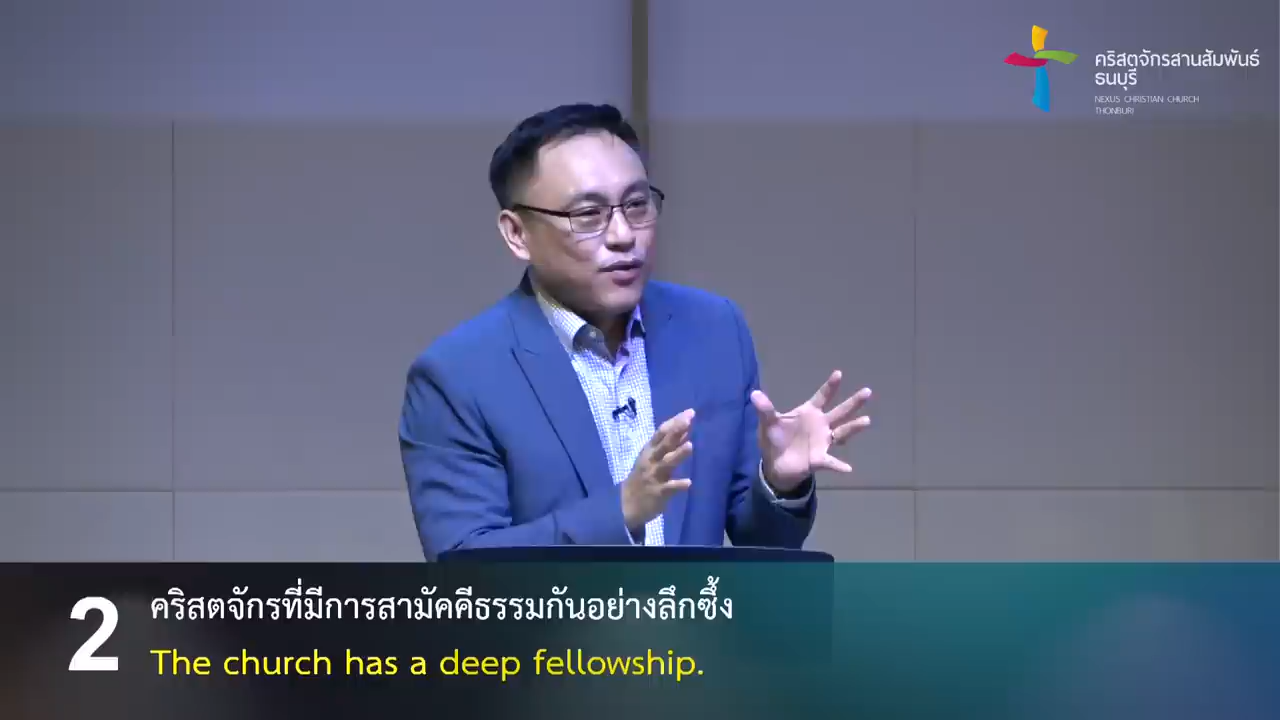 คริสตจักรสานสัมพันธ์
ธนบุรี
NEXUS CHRISTIAN CHURCH
THONBURI
2
คริสตจักรที่มีการสามัคคีธรรมกันอย่างลึกซึ้ง
The church has a deep fellowship.